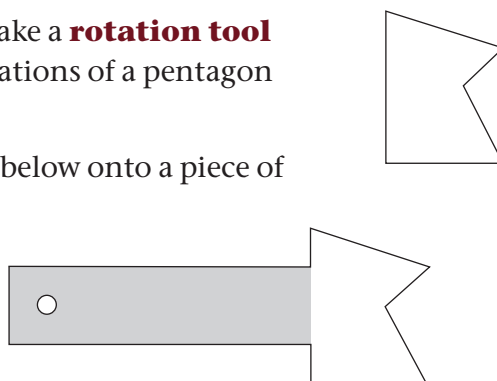 ake a rotation tool
ations of a pentagon
below onto a piece of